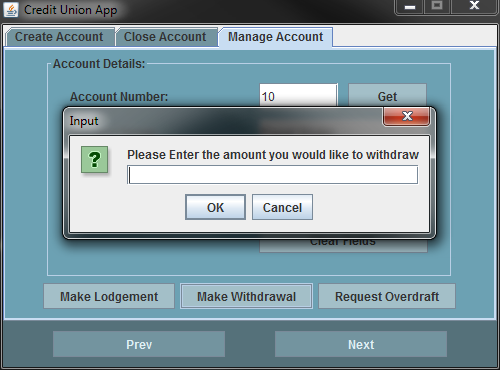 Credit Union App
Create Account Close Account Manage Account
Account Details:
Account Number: 10 Get
Input
? Please Enter the amount you would like to withdraw
OK Cancel
Clear Fields
Make Lodgement Make Withdrawal Request Overdraft
Prev Next